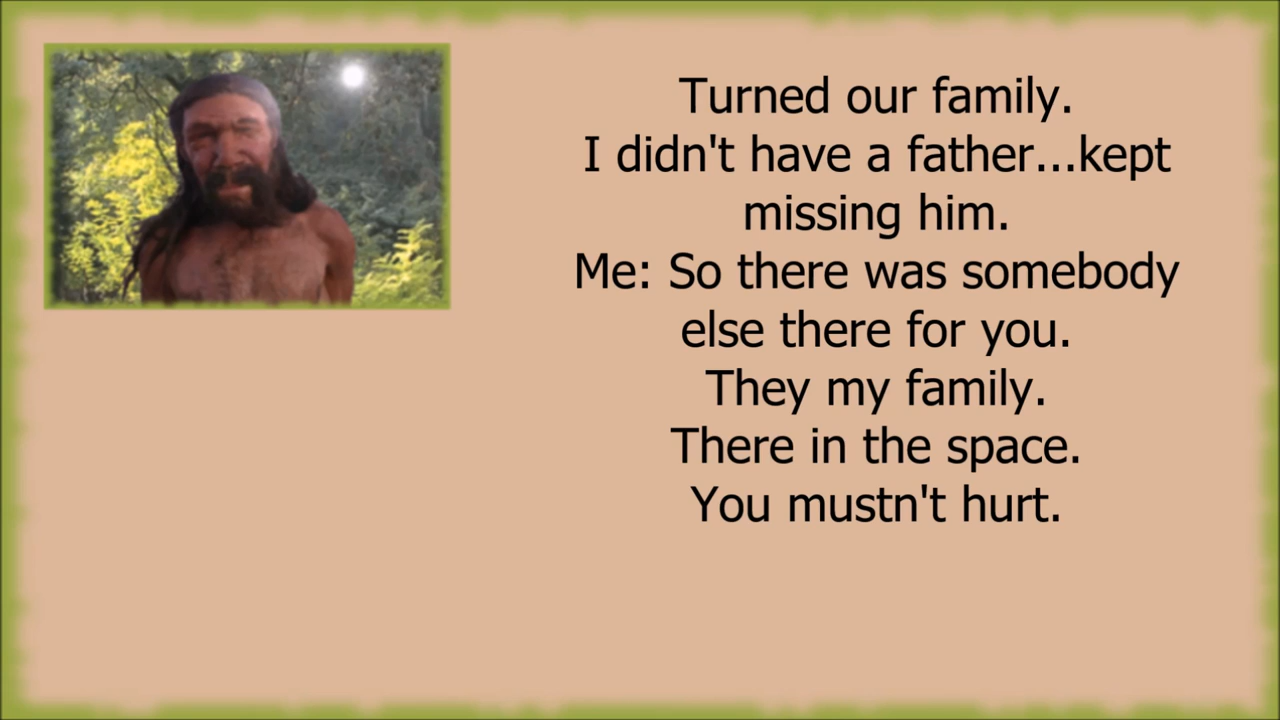 Turned our family.
I didn't have a father...kept
missing him.
Me: So there was somebody
else there for you.
They my family.
There in the space.
You mustn't hurt.